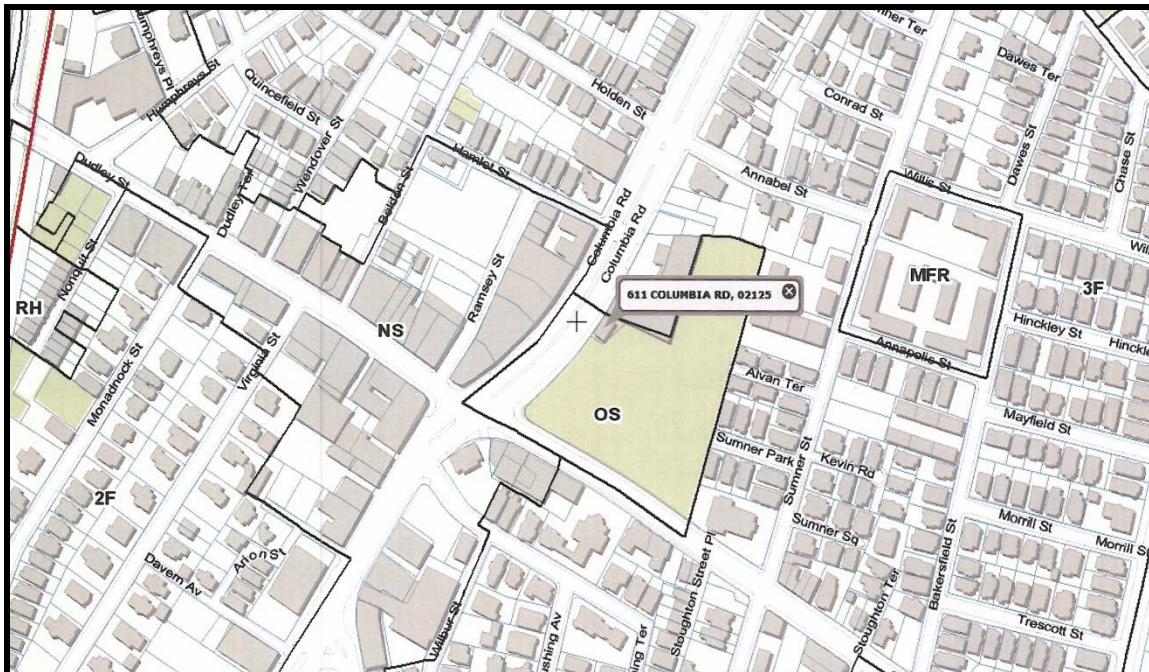 Humphreys Pl
Humphreys St
Quincefield St
Dudley St
Dudley Ter
Wendover St
Belden St
Hamlet St
Holden St
Sumner Ter
Conrad St
Dawes Ter
Dawes St
Chase St
Annabel St
Willis St
Columbia Rd
Columbia Rd
Ramsey St
611 COLUMBIA RD, 02125
MFR
3F
RH
Nonquit St
NS
Monadnock St
Virginia St
Annapolis St
Hinckley St
Alvan Ter
OS
Mayfield St
Sumner Park
Sumner St
Kevin Rd
2F
Sumner Sq
Morrill St
Morrill St
Arion St
Davern Av
Stoughton Street Pl
Bakersfield St
Stoughton Ter
Wilbur St
Trescott St